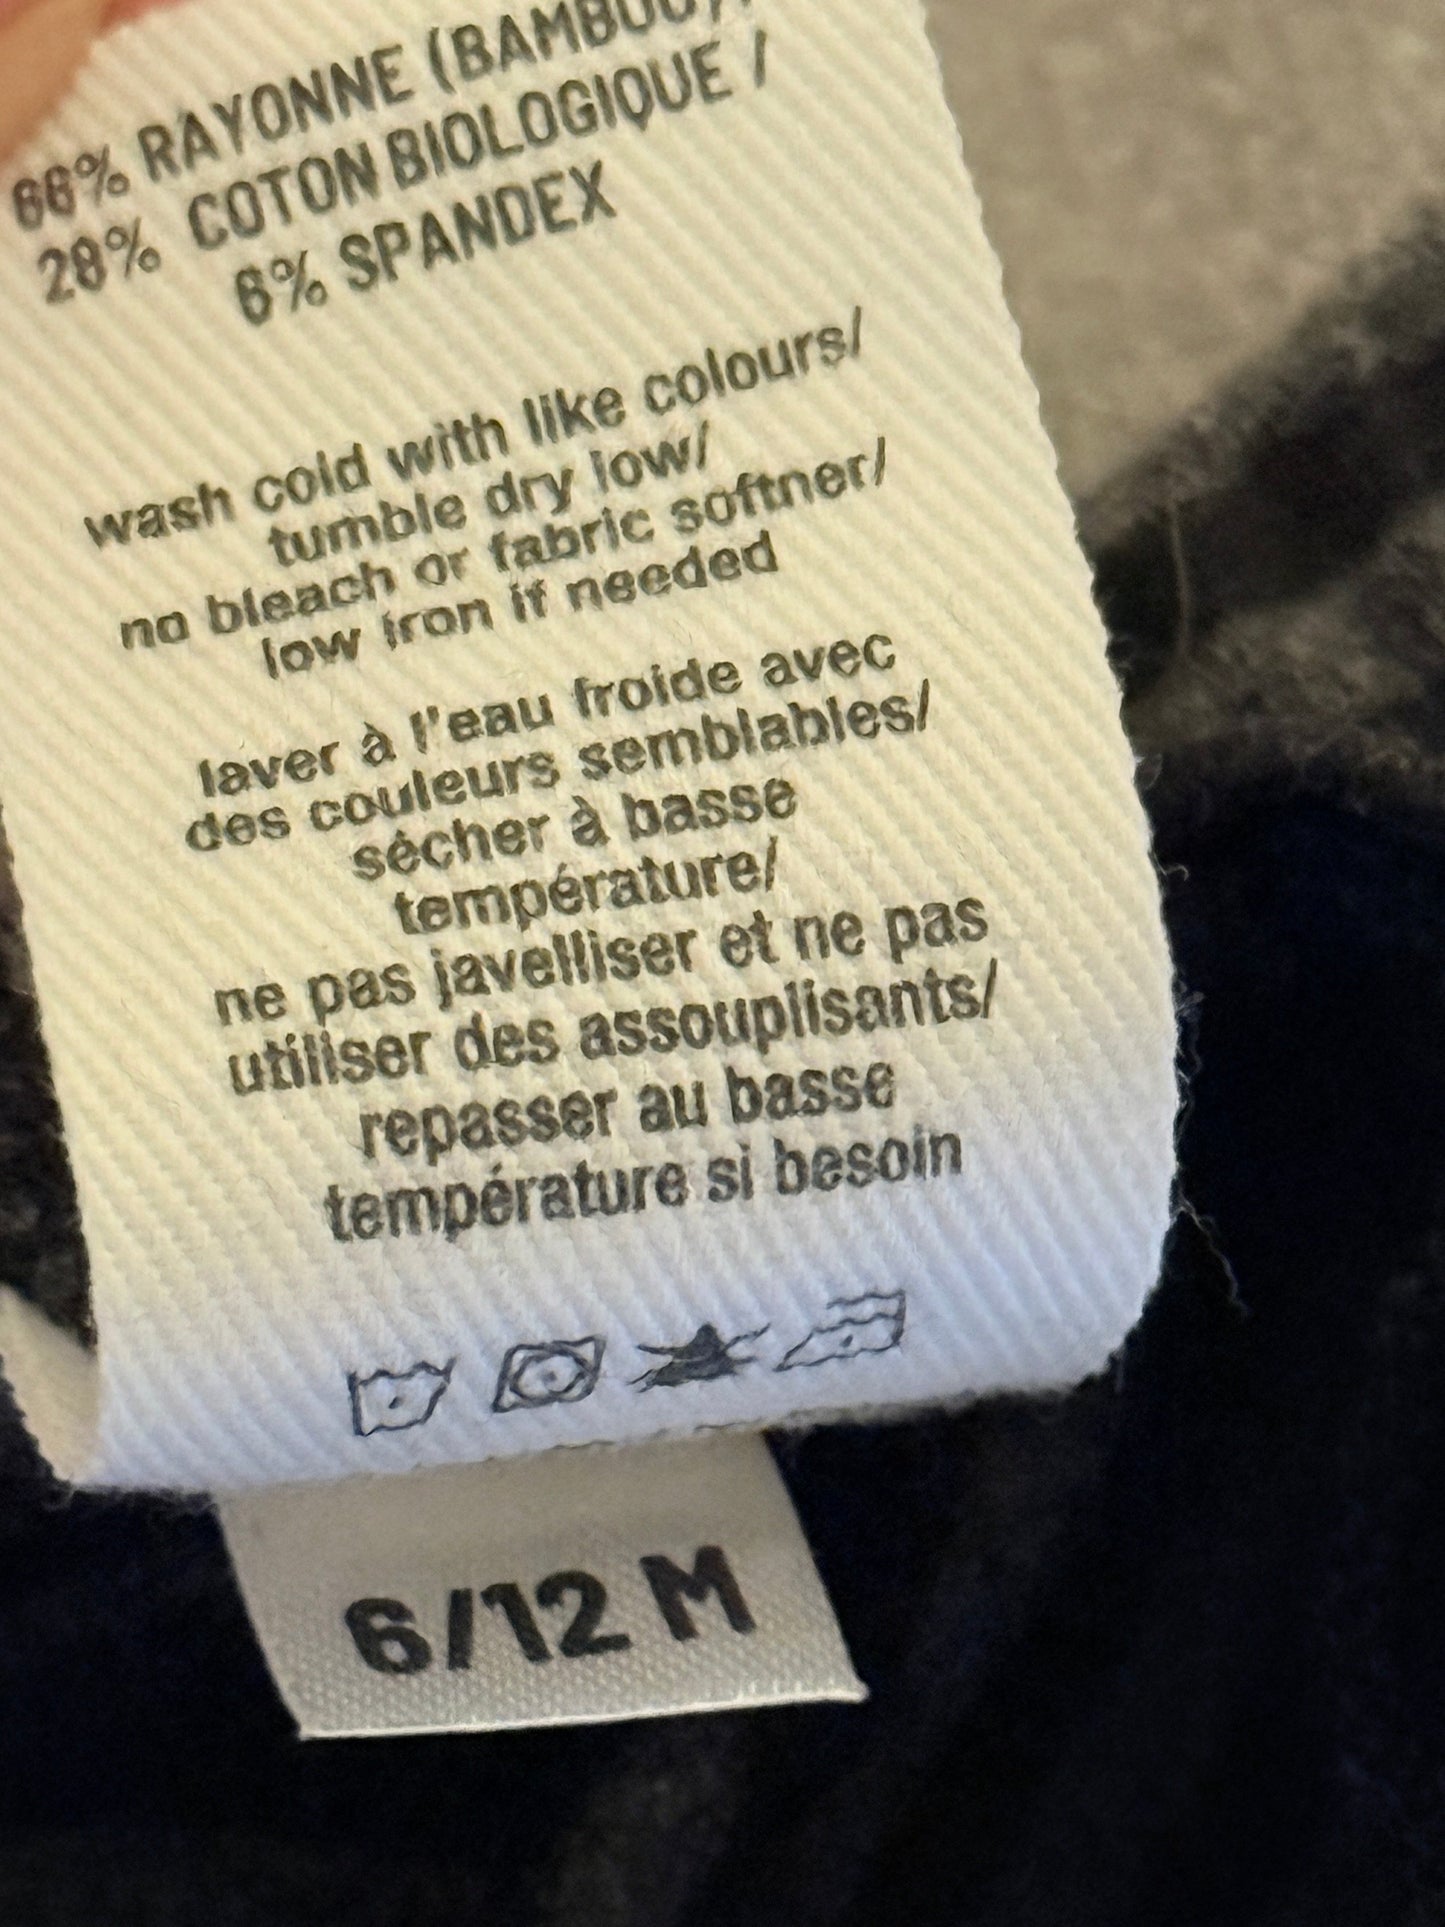 66% RAYONNE (BAMBOU)/
28% COTON BIOLOGIQUE /
6% SPANDEX
wash cold with like colours/
tumble dry low/
no bleach or fabric softner/
low iron if needed
laver à l'eau froide avec
des couleurs semblables/
sécher à basse
température/
ne pas javelliser et ne pas
utiliser des assouplisants/
repasser au basse
température si besoin
6/12 M